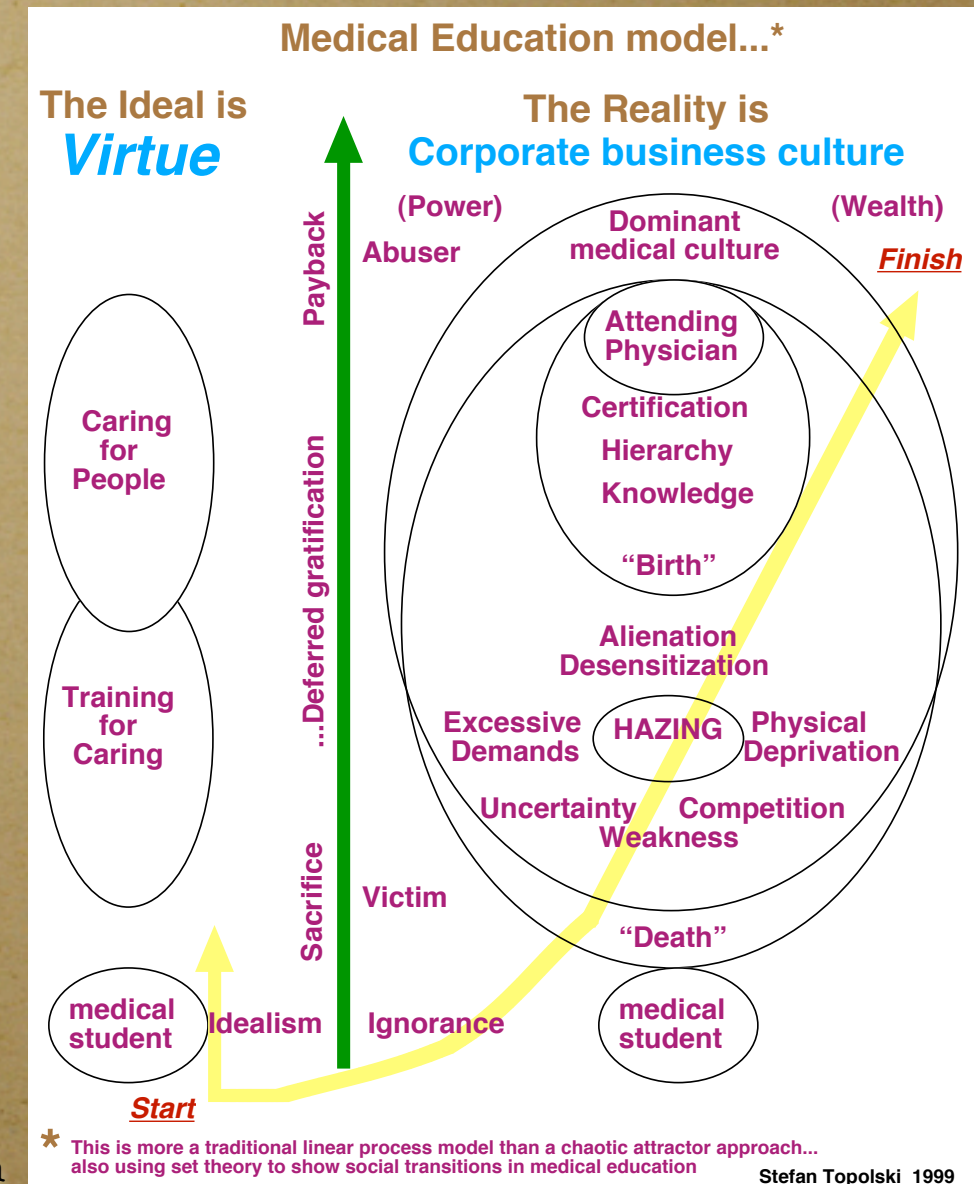 Medical Education model...*
The Ideal is
Virtue
The Reality is
Corporate business culture
Caring
for
People
Training
for
Caring
medical
student
Idealism
Start
Payback
...Deferred gratification
Sacrifice
Abuser
Victim
Ignorance
(Power)
(Wealth)
Dominant
medical culture
Finish
Attending
Physician
Certification
Hierarchy
Knowledge
“Birth”
Alienation
Desensitization
Excessive
Demands
HAZING
Physical
Deprivation
Uncertainty Competition
Weakness
“Death”
medical
student
* This is more a traditional linear process model than a chaotic attractor approach...
also using set theory to show social transitions in medical education
Stefan Topolski 1999